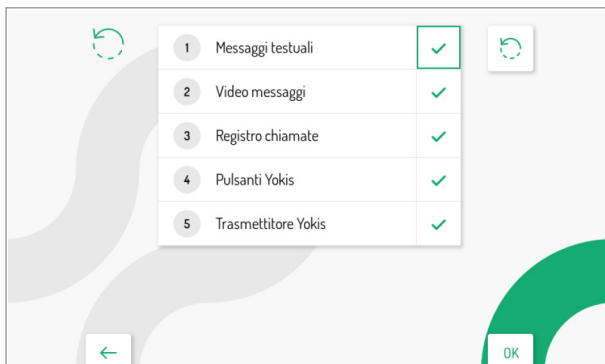 1 Messaggi testuali
2 Video messaggi
3 Registro chiamate
4 Pulsanti Yokis
5 Trasmettitore Yokis
OK